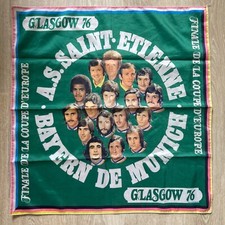 GLASGOW 76
A.S. SAINT-ETIENNE
BAYERN DE MUNICH
FINALE DE LA COUPE D'EUROPE
FINALE DE LA COUPE D'EUROPE
GLASGOW 76